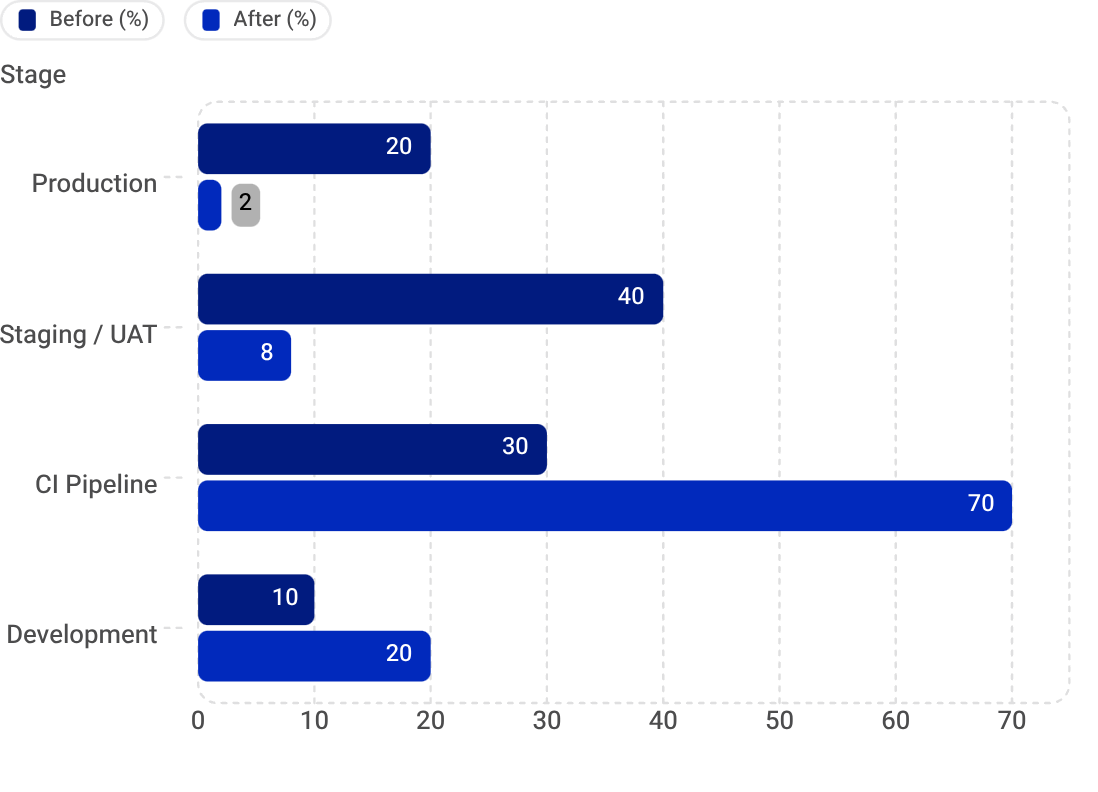 Before (%) After (%)
Stage
Production
20
2
Staging / UAT
40
8
CI Pipeline
30
70
Development
10
20
0 10 20 30 40 50 60 70